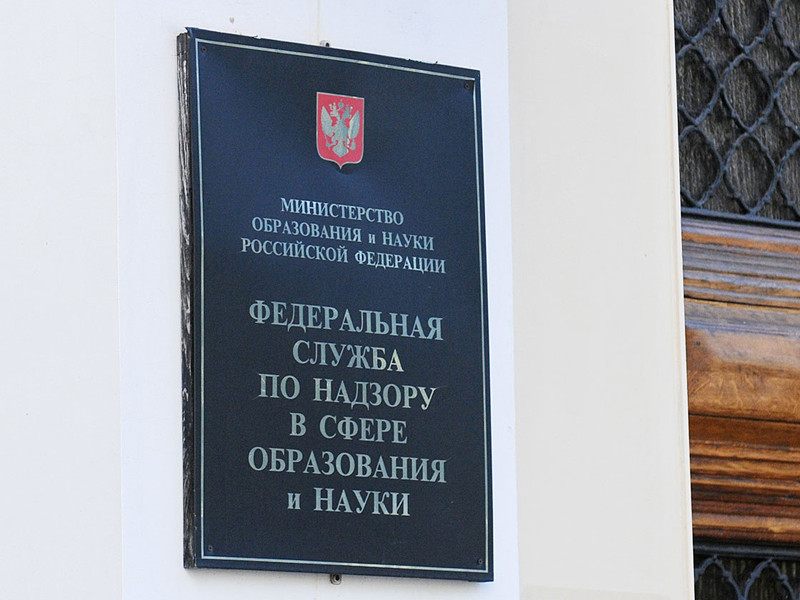 МИНИСТЕРСТВО
ОБРАЗОВАНИЯ и НАУКИ
РОССИЙСКОЙ ФЕДЕРАЦИИ
ФЕДЕРАЛЬНАЯ
СЛУЖБА
ПО НАДЗОРУ
В СФЕРЕ
ОБРАЗОВАНИЯ
и НАУКИ